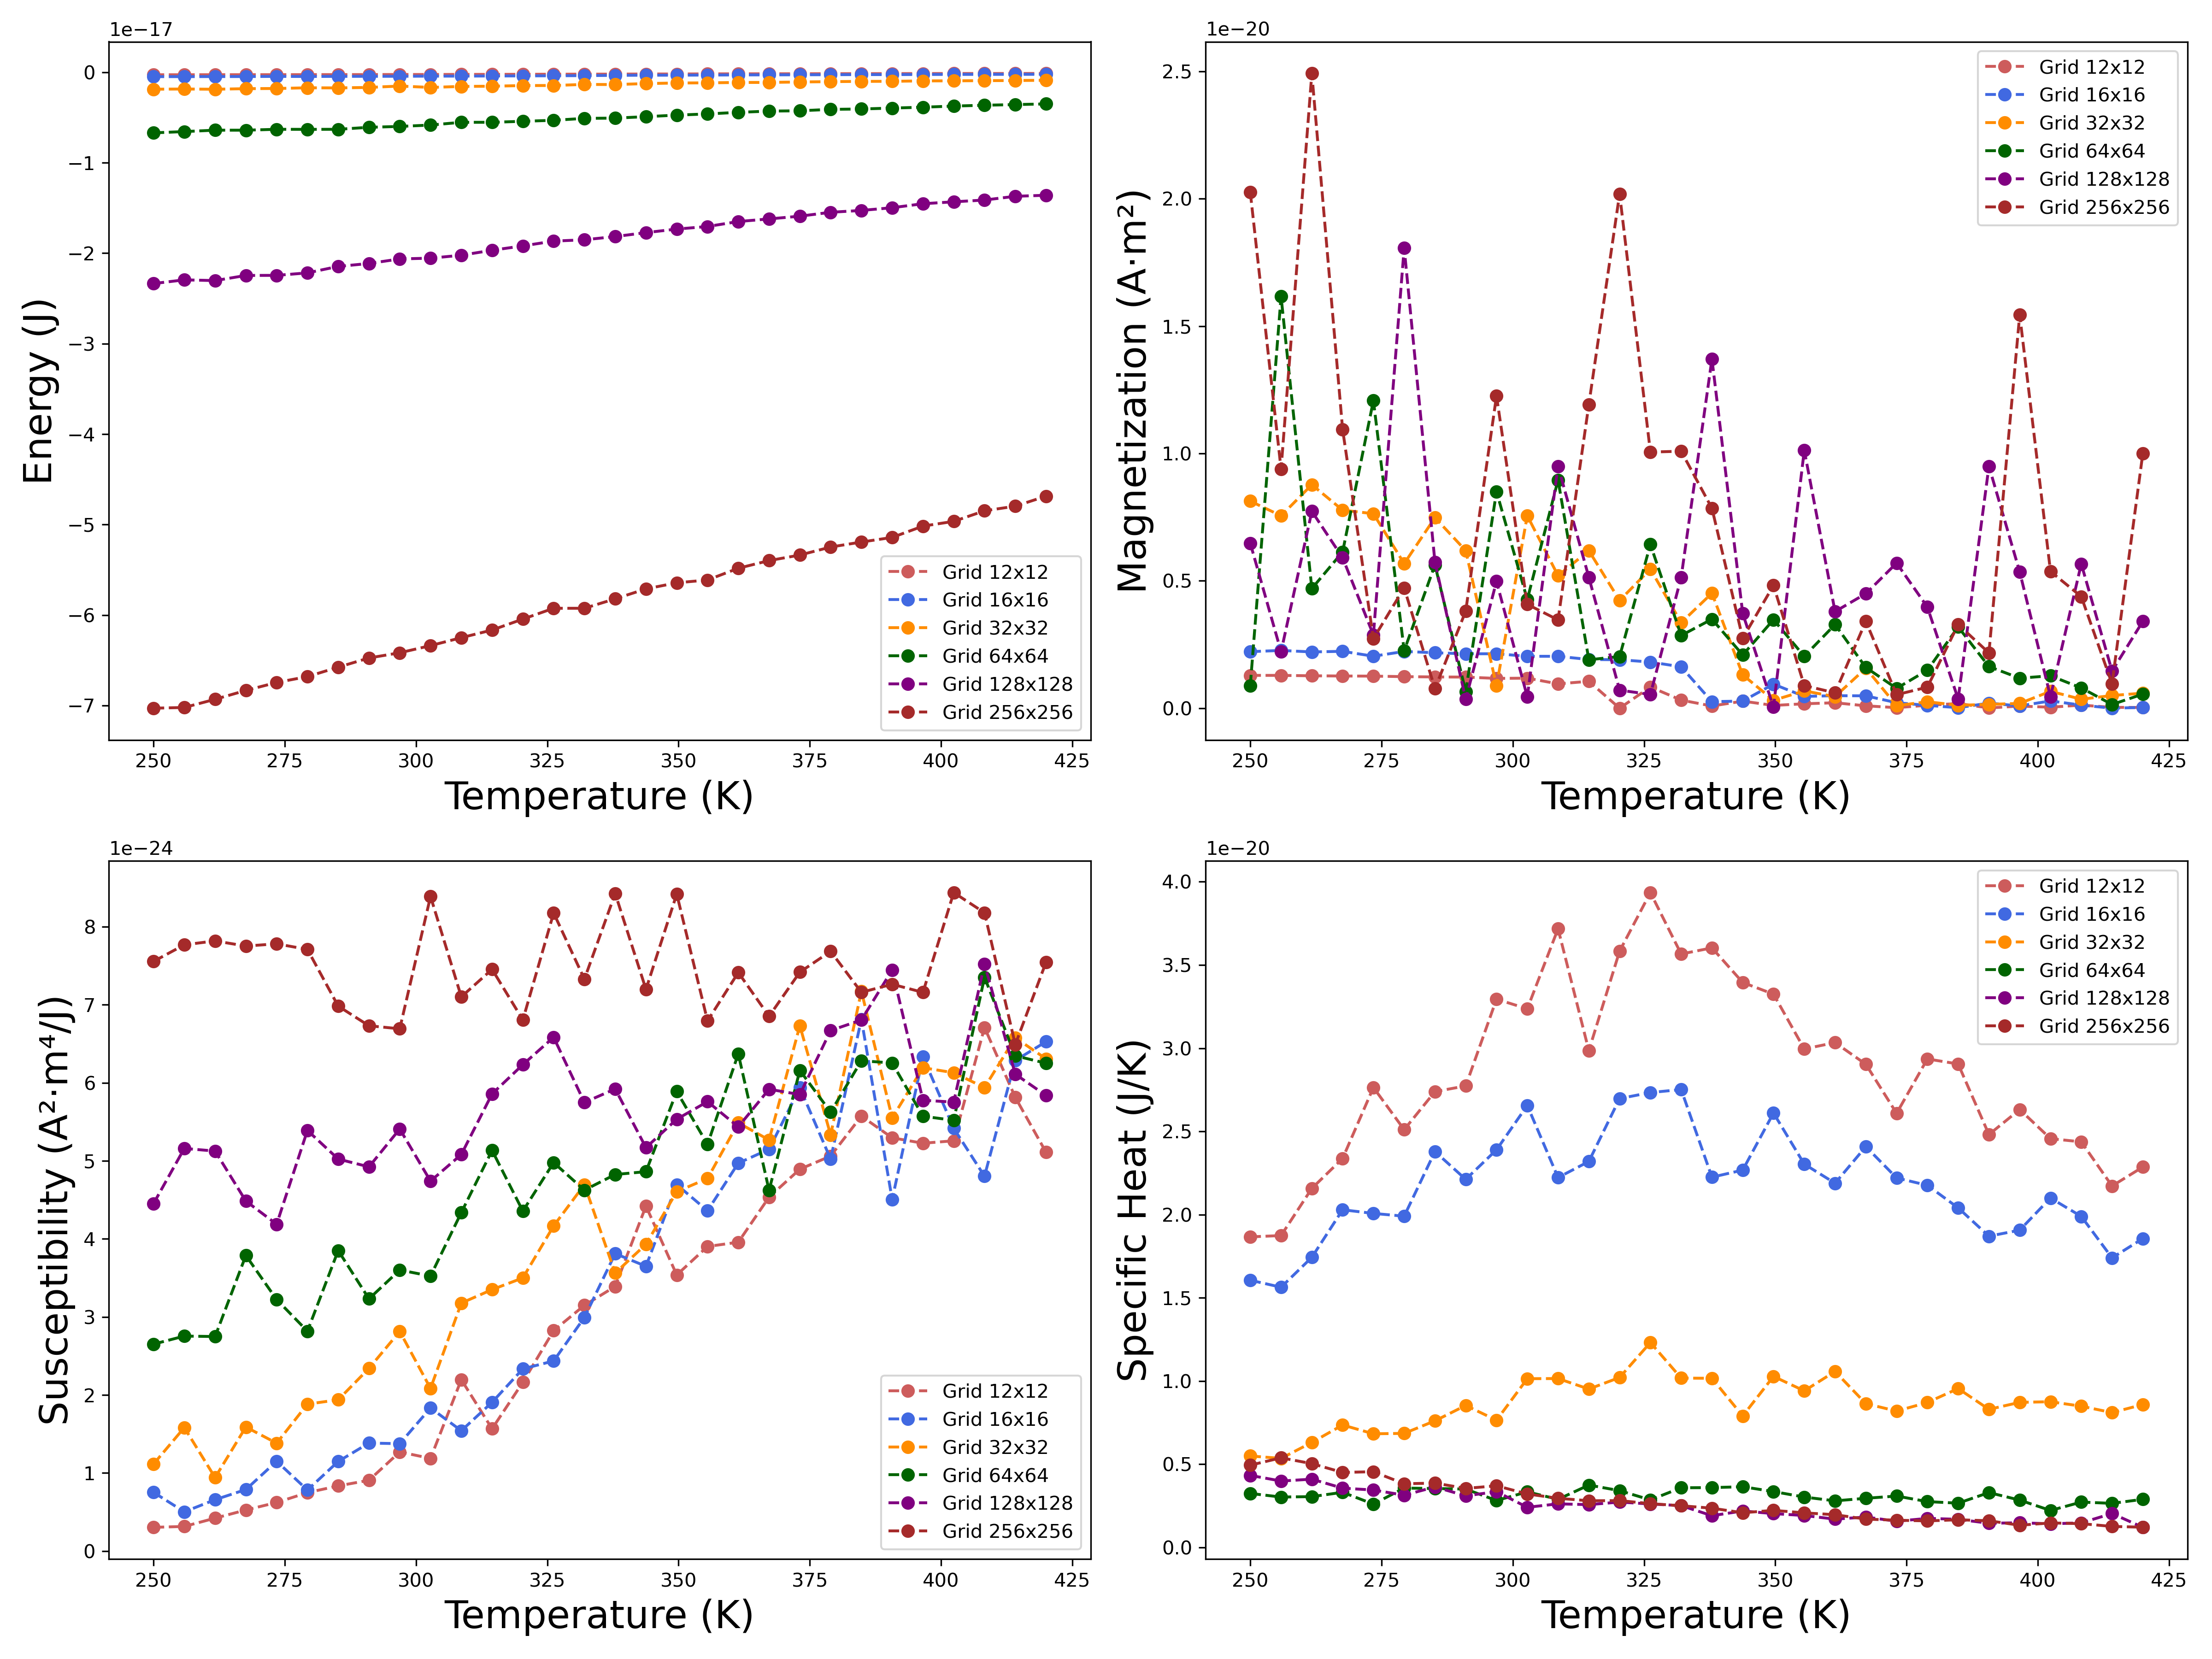 1e−17
0
−1
−2
−3
−4
−5
−6
−7
Energy (J)
250 275 300 325 350 375 400 425
Temperature (K)
Grid 12x12
Grid 16x16
Grid 32x32
Grid 64x64
Grid 128x128
Grid 256x256
1e−20
2.5
2.0
1.5
1.0
0.5
0.0
Magnetization (A·m²)
250 275 300 325 350 375 400 425
Temperature (K)
Grid 12x12
Grid 16x16
Grid 32x32
Grid 64x64
Grid 128x128
Grid 256x256
1e−24
8
7
6
5
4
3
2
1
0
Susceptibility (A²·m⁴/J)
250 275 300 325 350 375 400 425
Temperature (K)
Grid 12x12
Grid 16x16
Grid 32x32
Grid 64x64
Grid 128x128
Grid 256x256
1e−20
4.0
3.5
3.0
2.5
2.0
1.5
1.0
0.5
0.0
Specific Heat (J/K)
250 275 300 325 350 375 400 425
Temperature (K)
Grid 12x12
Grid 16x16
Grid 32x32
Grid 64x64
Grid 128x128
Grid 256x256